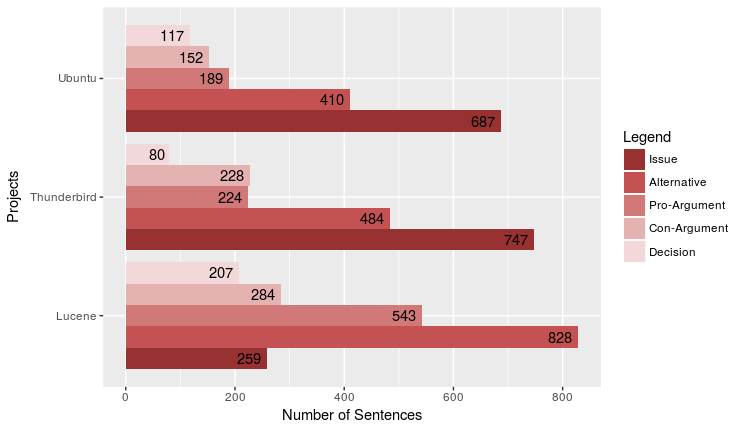 117
152
189
Ubuntu
410
687
80
228
224
Thunderbird
484
747
207
284
543
Lucene
828
259
0
200
400
600
800
Number of Sentences
Projects
Legend
Issue
Alternative
Pro-Argument
Con-Argument
Decision